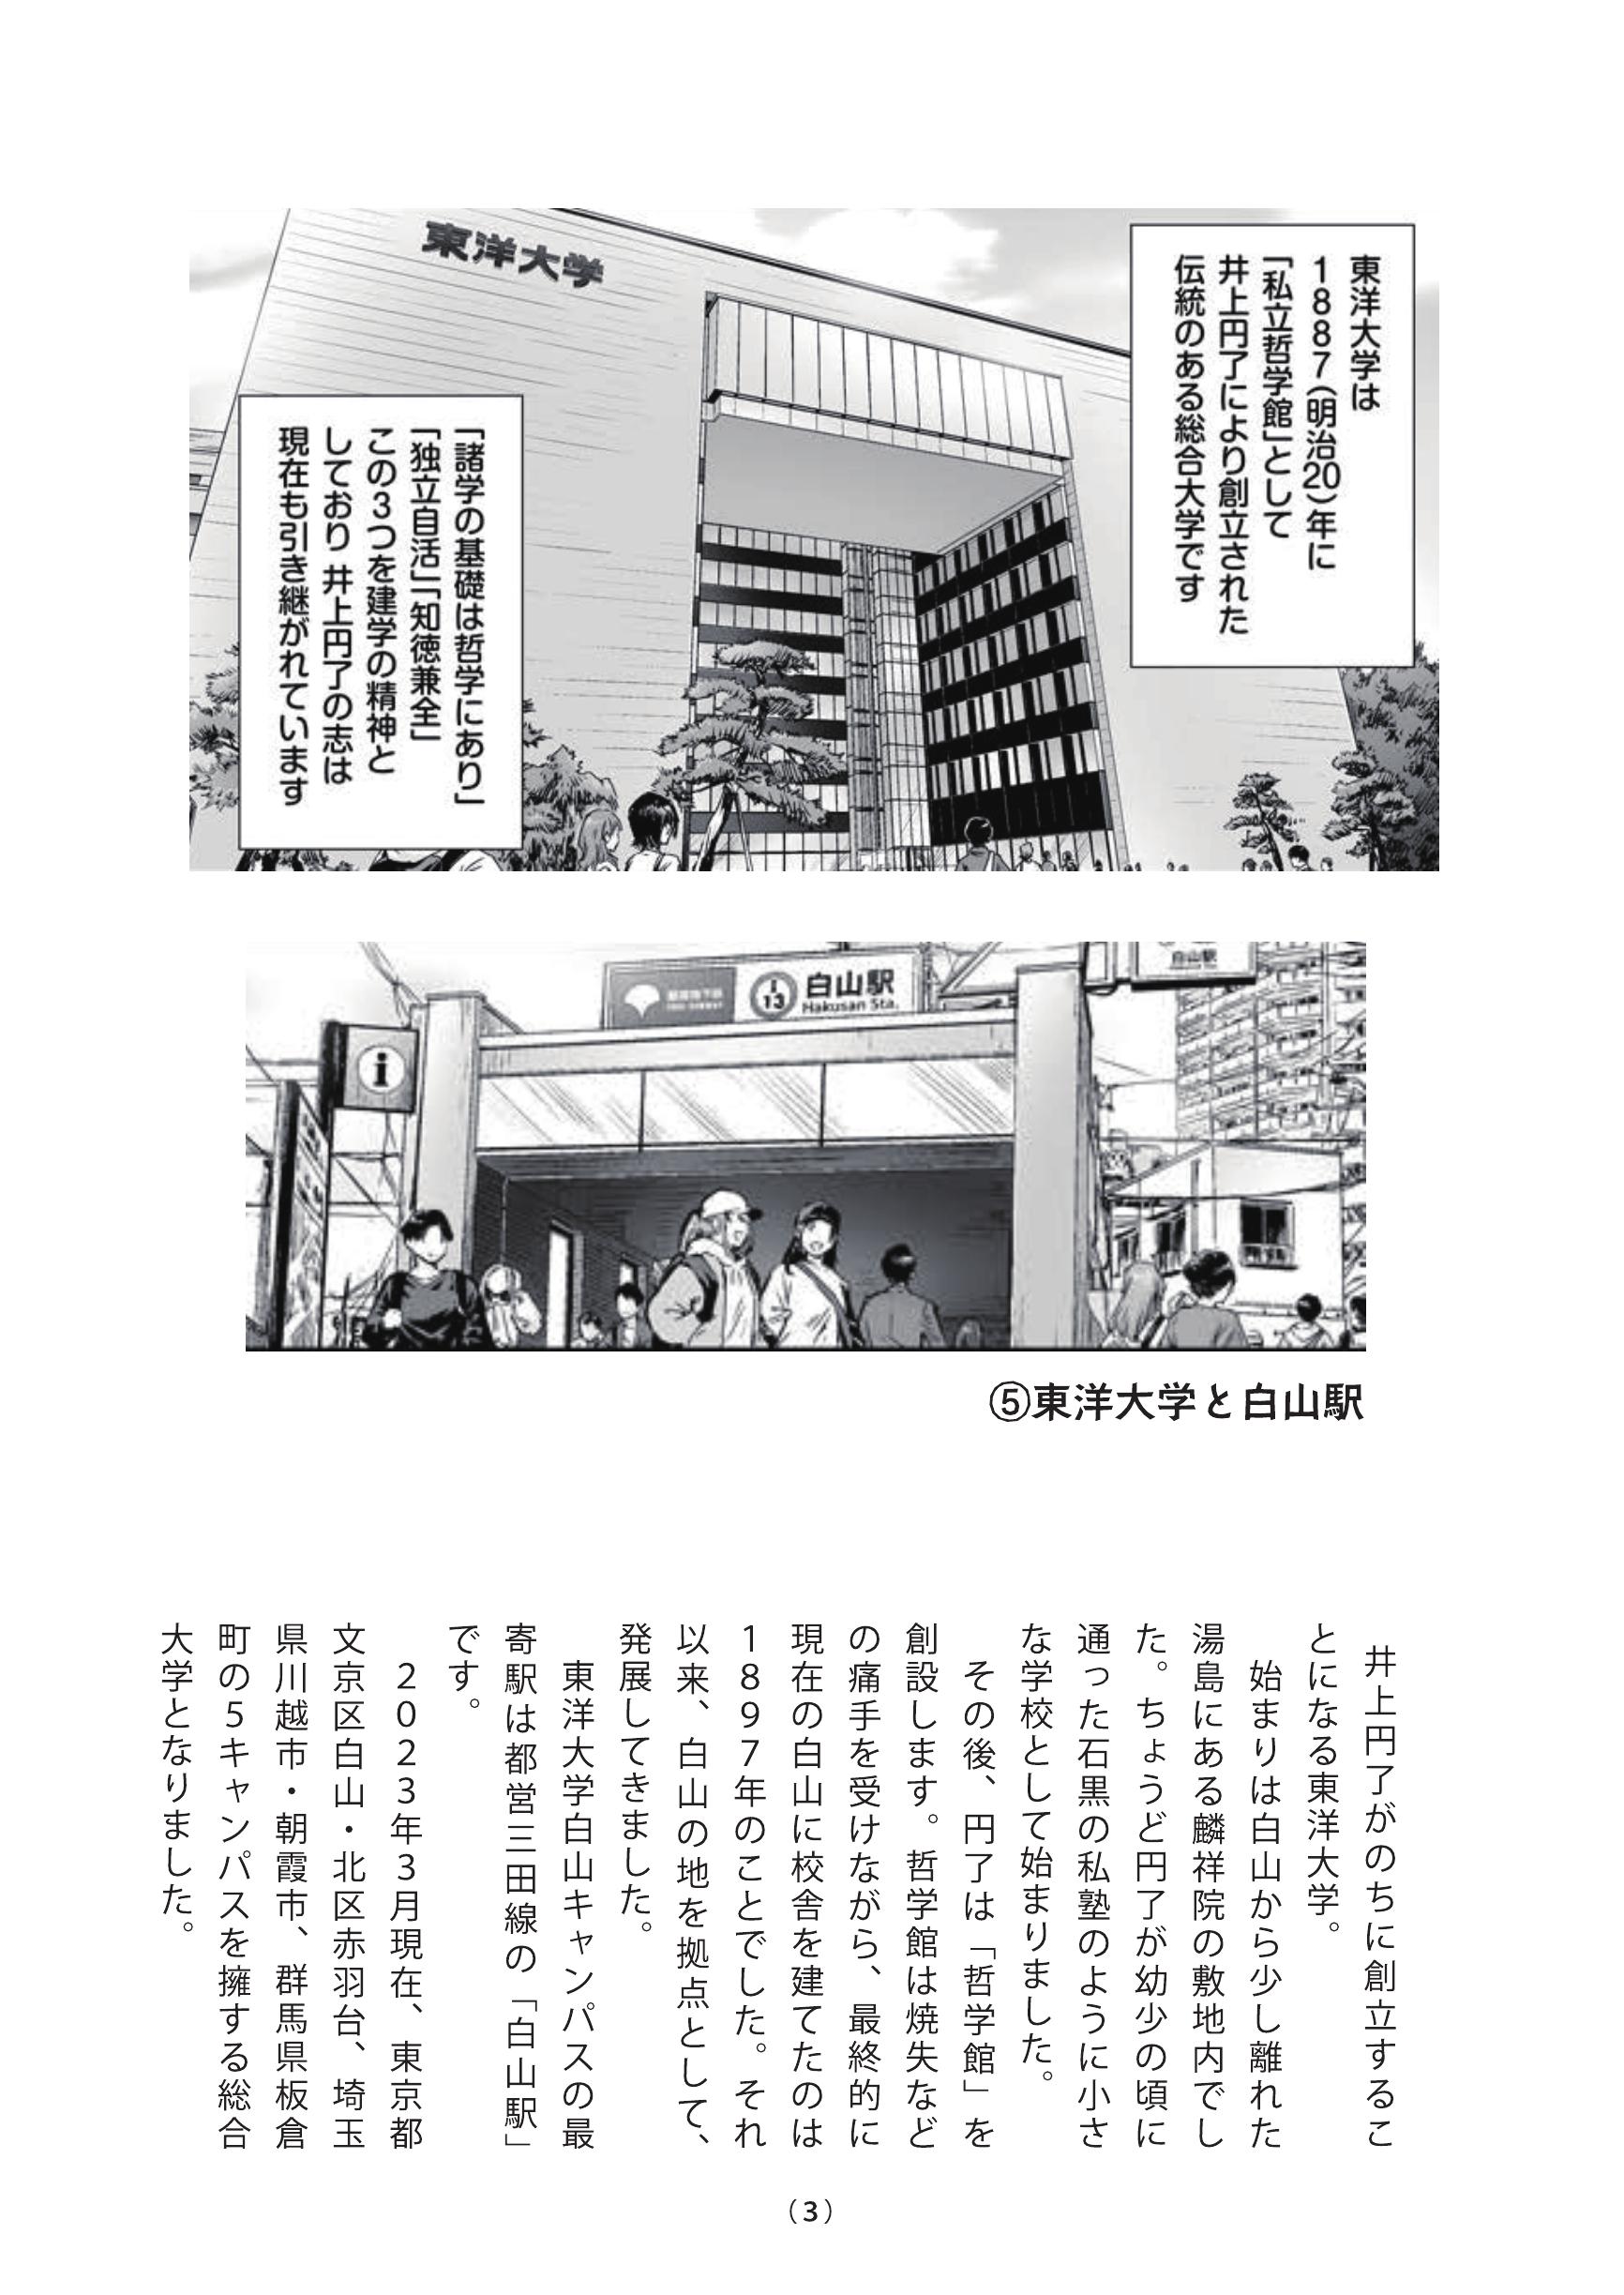 東洋大学は
1887(明治20)年に
「私立哲学館」として
井上円了により創立された
伝統のある総合大学です
東洋大学
「諸学の基礎は哲学にあり」
「独立自活」「知徳兼全」
この3つを建学の精神と
しており 井上円了の志は
現在も引き継がれています
I
13
白山駅
Hakusan Sta.
白山駅
i
⑤東洋大学と白山駅
井上円了がのちに創立するこ
とになる東洋大学。
始まりは白山から少し離れた
湯島にある麟祥院の敷地内でし
た。ちょうど円了が幼少の頃に
通った石黒の私塾のように小さ
な学校として始まりました。
その後、円了は「哲学館」を
創設します。哲学館は焼失など
の痛手を受けながら、最終的に
現在の白山に校舎を建てたのは
1897年のことでした。それ
以来、白山の地を拠点として、
発展してきました。
東洋大学白山キャンパスの最
寄駅は都営三田線の「白山駅」
です。
2023年3月現在、東京都
文京区白山・北区赤羽台、埼玉
県川越市・朝霞市、群馬県板倉
町の5キャンパスを擁する総合
大学となりました。
(3)